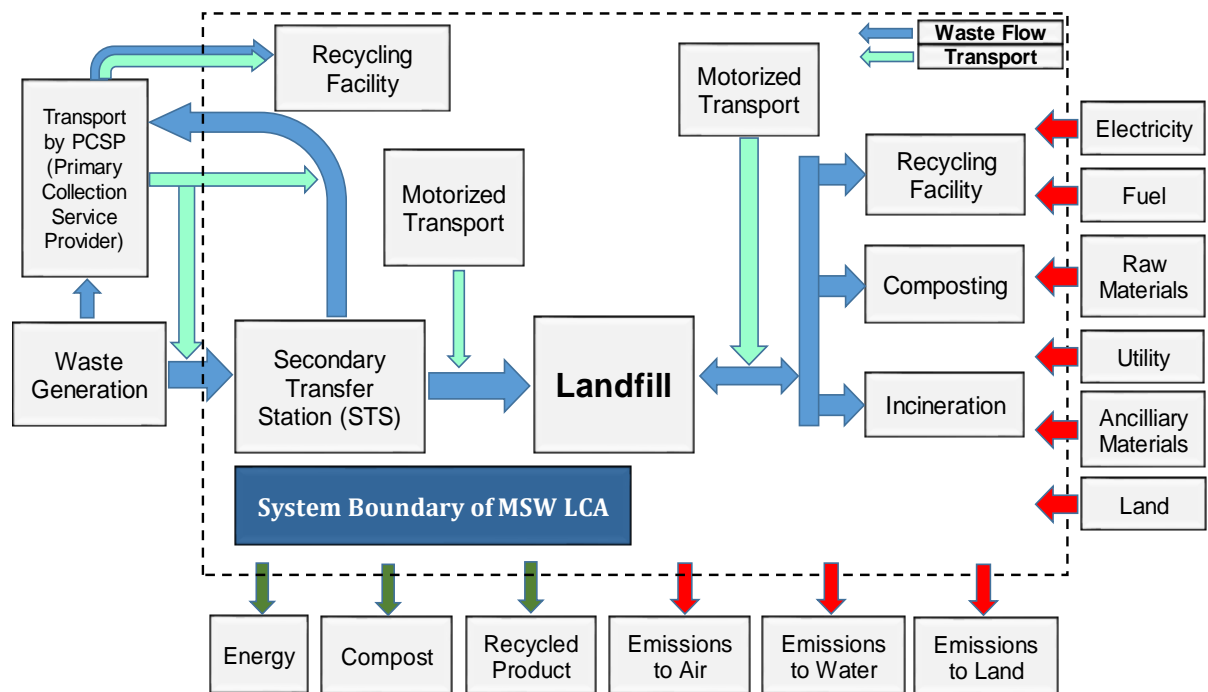 Waste Flow
Transport
Recycling
Facility
Motorized
Transport
Transport
by PCSP
(Primary
Collection
Service
Provider)
Electricity
Recycling
Facility
Motorized
Transport
Fuel
Raw
Materials
Composting
Waste
Generation
Secondary
Transfer
Station (STS)
Landfill
Utility
Incineration
Ancilliary
Materials
System Boundary of MSW LCA
Land
Energy
Compost
Recycled
Product
Emissions
to Air
Emissions
to Water
Emissions
to Land